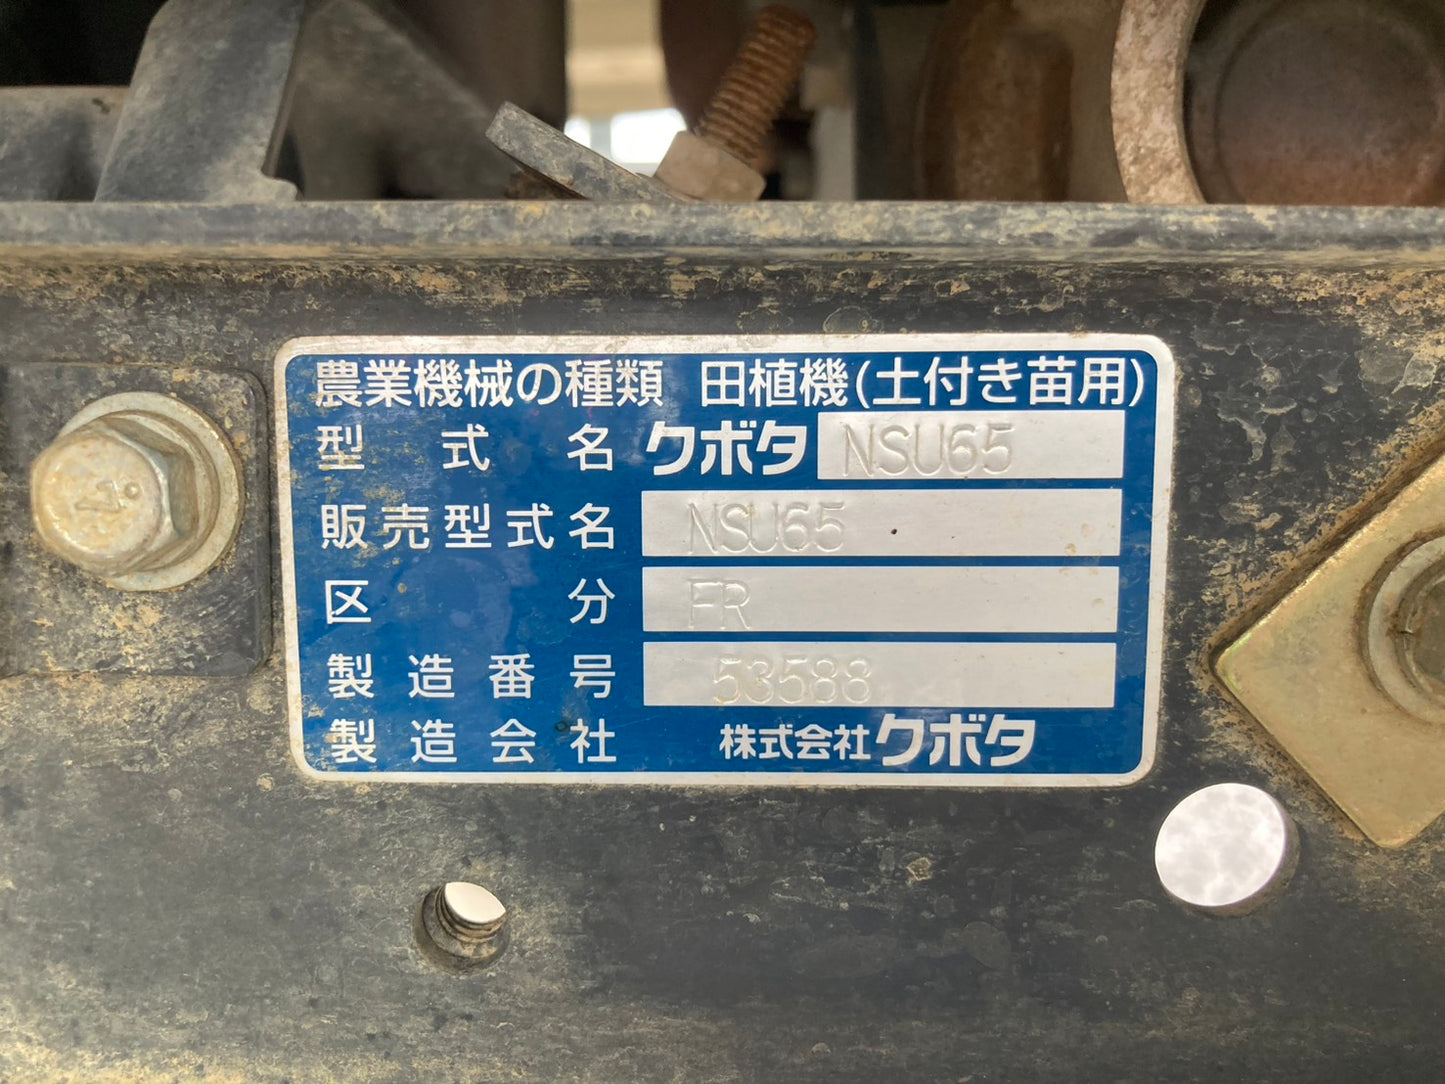 農業機械の種類 田植機(土付き苗用)
型式名 クボタ NSU65
販売型式名 NSU65
区分 FR
製造番号 53588
製造会社 株式会社クボタ